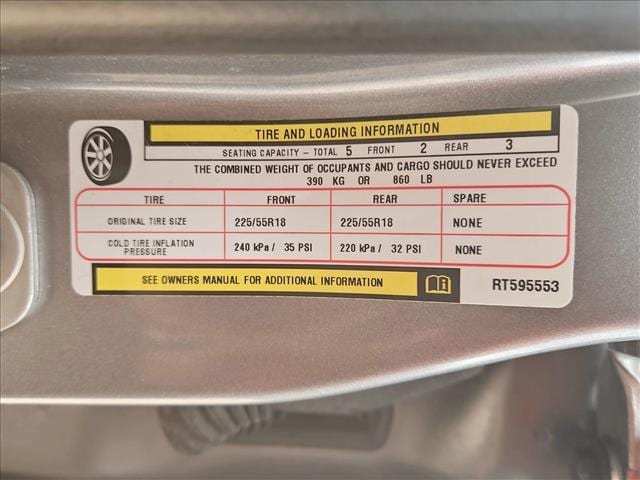 TIRE AND LOADING INFORMATION
SEATING CAPACITY – TOTAL 5 FRONT 2 REAR 3
THE COMBINED WEIGHT OF OCCUPANTS AND CARGO SHOULD NEVER EXCEED
390 KG OR 860 LB
TIRE FRONT REAR SPARE
ORIGINAL TIRE SIZE 225/55R18 225/55R18 NONE
COLD TIRE INFLATION PRESSURE 240 kPa / 35 PSI 220 kPa / 32 PSI NONE
SEE OWNERS MANUAL FOR ADDITIONAL INFORMATION
RT595553